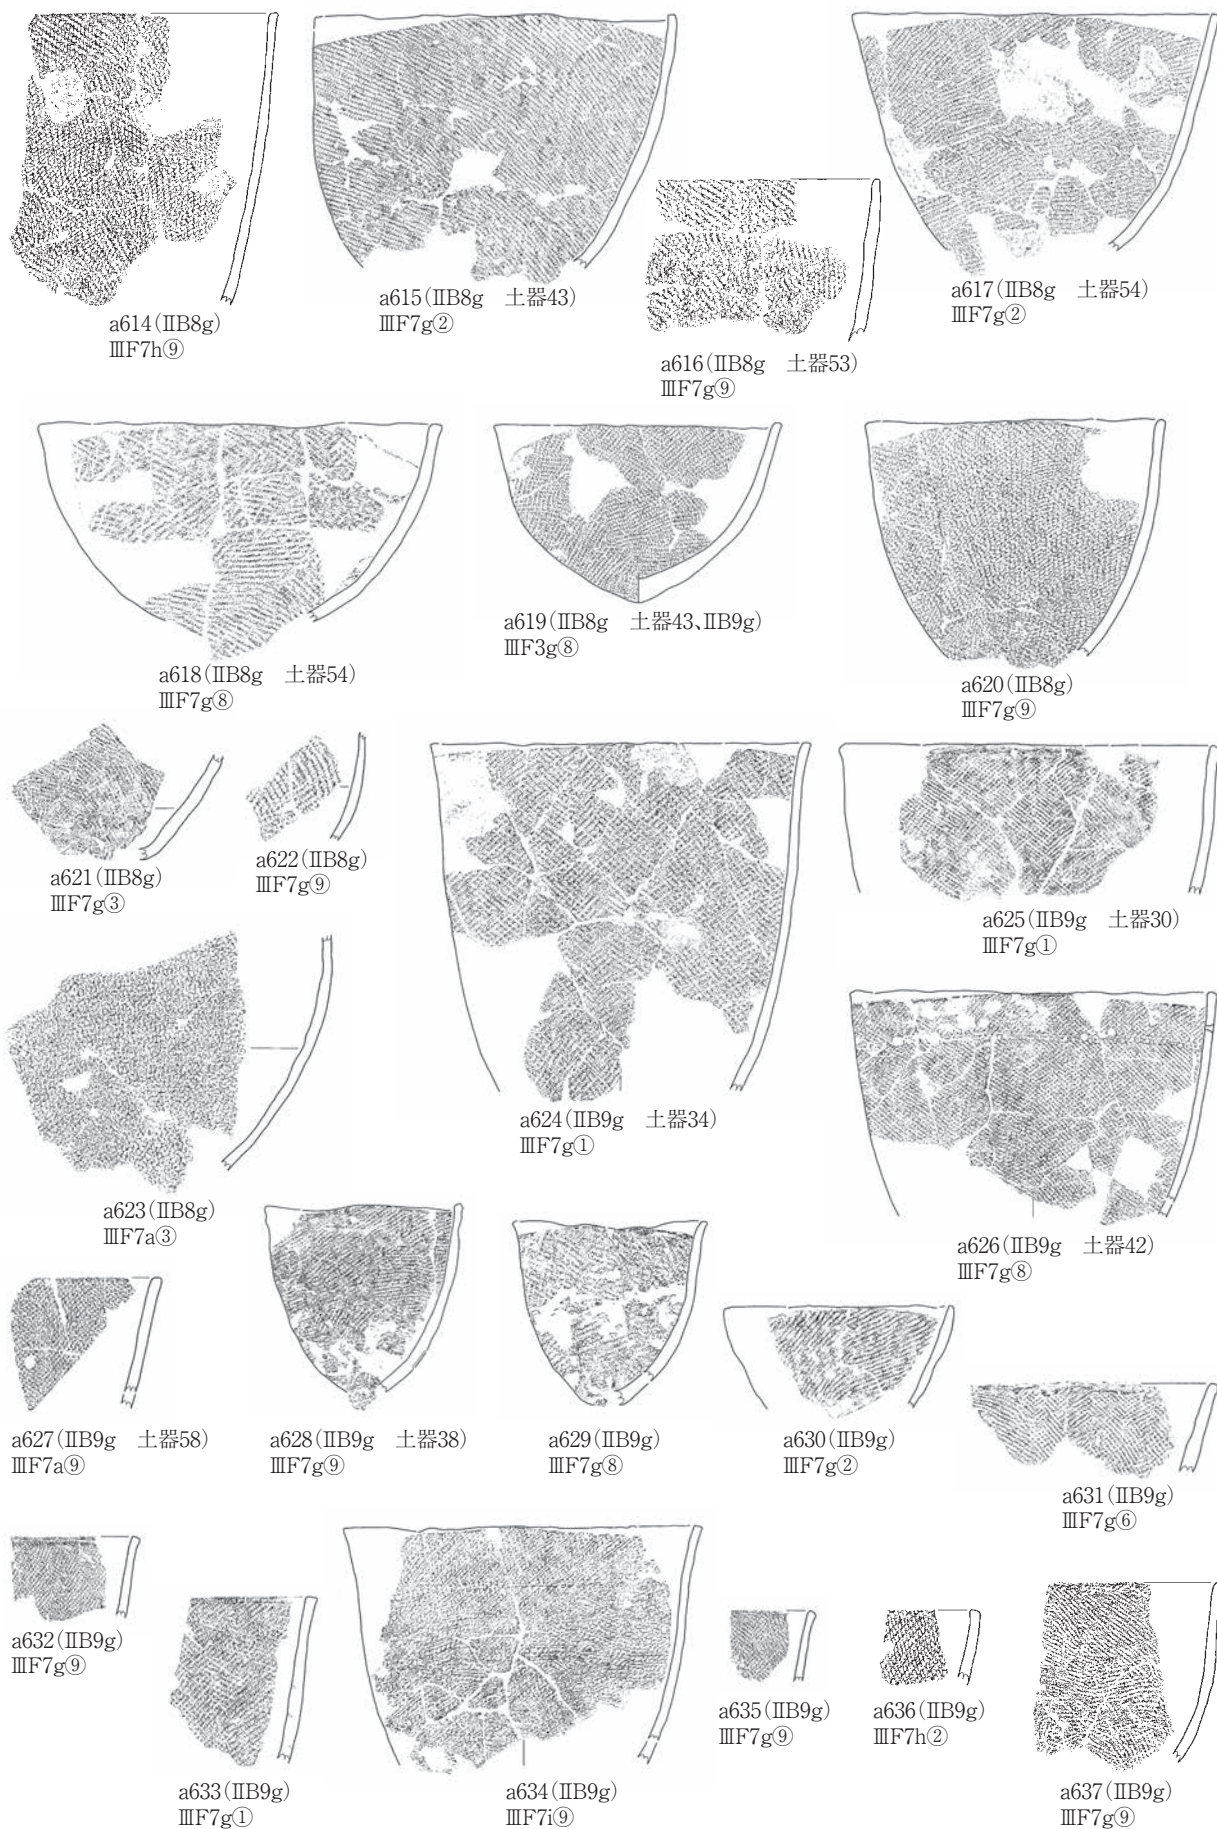 a614(ⅡB8g)
ⅢF7h⑨
a615(ⅡB8g　土器43)
ⅢF7g②
a616(ⅡB8g　土器53)
ⅢF7g⑨
a617(ⅡB8g　土器54)
ⅢF7g②
a618(ⅡB8g　土器54)
ⅢF7g⑧
a619(ⅡB8g　土器43、ⅡB9g)
ⅢF3g⑧
a620(ⅡB8g)
ⅢF7g⑨
a621(ⅡB8g)
ⅢF7g③
a622(ⅡB8g)
ⅢF7g⑨
a623(ⅡB8g)
ⅢF7a③
a624(ⅡB9g　土器34)
ⅢF7g①
a625(ⅡB9g　土器30)
ⅢF7g①
a626(ⅡB9g　土器42)
ⅢF7g⑧
a627(ⅡB9g　土器58)
ⅢF7a⑨
a628(ⅡB9g　土器38)
ⅢF7g⑨
a629(ⅡB9g)
ⅢF7g⑧
a630(ⅡB9g)
ⅢF7g②
a631(ⅡB9g)
ⅢF7g⑥
a632(ⅡB9g)
ⅢF7g⑨
a633(ⅡB9g)
ⅢF7g①
a634(ⅡB9g)
ⅢF7i⑨
a635(ⅡB9g)
ⅢF7g⑨
a636(ⅡB9g)
ⅢF7h②
a637(ⅡB9g)
ⅢF7g⑨